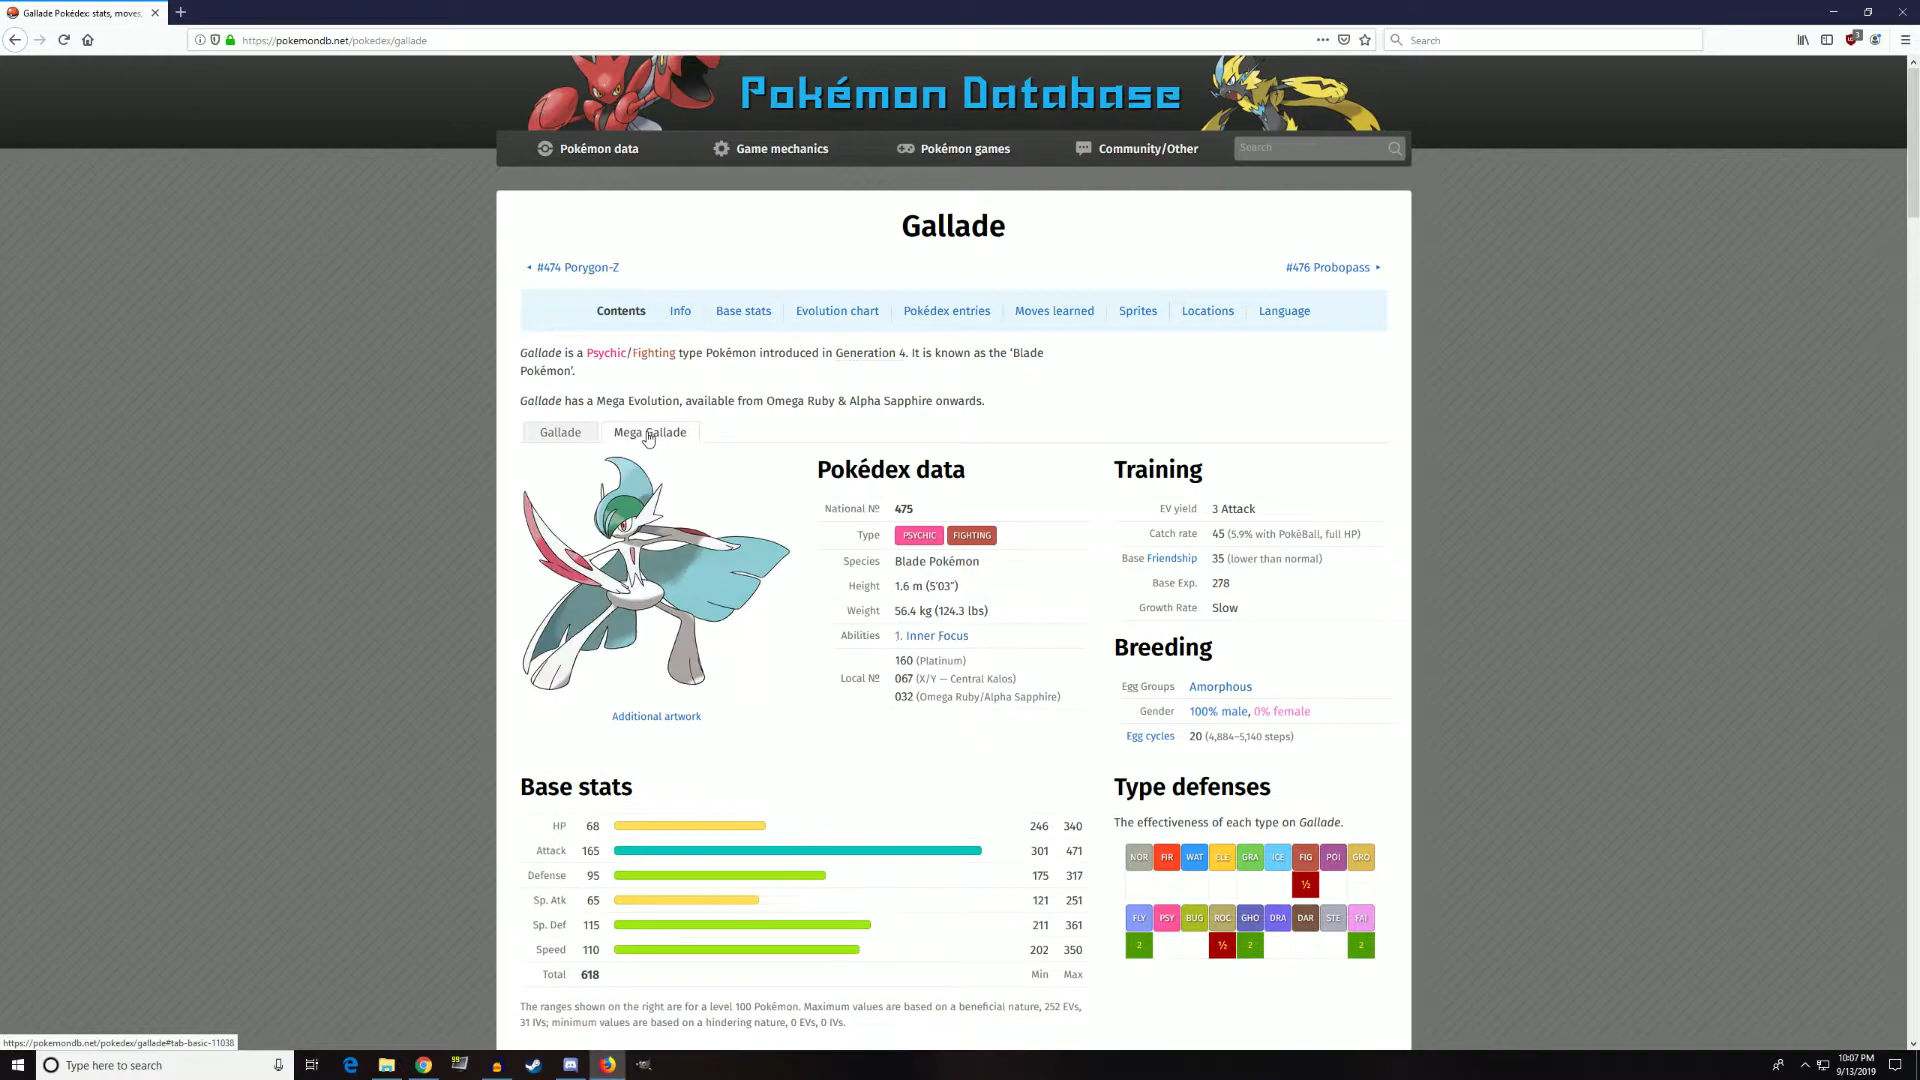 Gallade Pokédex: stats, moves,
https://pokemondb.net/pokedex/gallade
Search
3
Pokémon Database
Pokémon data
Game mechanics
Pokémon games
Community/Other
Search
Gallade
#474 Porygon-Z
#476 Probopass
Contents Info Base stats Evolution chart Pokédex entries Moves learned Sprites Locations Language
Gallade is a Psychic/Fighting type Pokémon introduced in Generation 4. It is known as the ‘Blade
Pokémon’.
Gallade has a Mega Evolution, available from Omega Ruby & Alpha Sapphire onwards.
Gallade Mega Gallade
Additional artwork
Pokédex data
National № 475
Type PSYCHIC FIGHTING
Species Blade Pokémon
Height 1.6 m (5′03″)
Weight 56.4 kg (124.3 lbs)
Abilities 1. Inner Focus
Local № 160 (Platinum)
067 (X/Y — Central Kalos)
032 (Omega Ruby/Alpha Sapphire)
Training
EV yield 3 Attack
Catch rate 45 (5.9% with PokéBall, full HP)
Base Friendship 35 (lower than normal)
Base Exp. 278
Growth Rate Slow
Breeding
Egg Groups Amorphous
Gender 100% male, 0% female
Egg cycles 20 (4,884–5,140 steps)
Base stats
HP 68 246 340
Attack 165 301 471
Defense 95 175 317
Sp. Atk 65 121 251
Sp. Def 115 211 361
Speed 110 202 350
Total 618 Min Max
The ranges shown on the right are for a level 100 Pokémon. Maximum values are based on a beneficial nature, 252 EVs,
31 IVs; minimum values are based on a hindering nature, 0 EVs, 0 IVs.
Type defenses
The effectiveness of each type on Gallade.
NOR FIR WAT ELE GRA ICE FIG POI GRO
½
FLY PSY BUG ROC GHO DRA DAR STE FAI
2 ½ 2 2
https://pokemondb.net/pokedex/gallade#tab-basic-11038
Type here to search
10:07 PM
9/13/2019